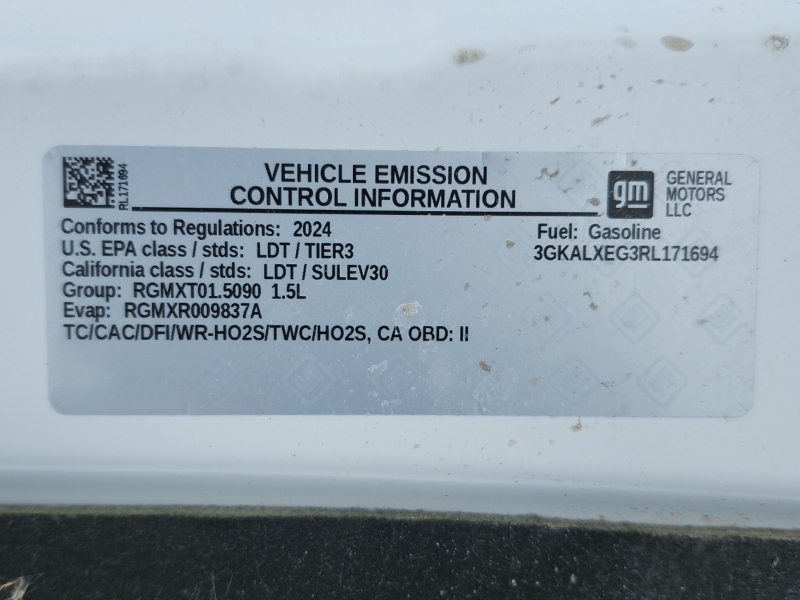 VEHICLE EMISSION
CONTROL INFORMATION
gm
GENERAL
MOTORS
LLC
RL171694
Conforms to Regulations: 2024
U.S. EPA class / stds: LDT / TIER3
California class / stds: LDT / SULEV30
Group: RGMXT01.5090 1.5L
Evap: RGMXR009837A
TC/CAC/DFI/WR-HO2S/TWC/HO2S, CA OBD: II
Fuel: Gasoline
3GKALXEG3RL171694